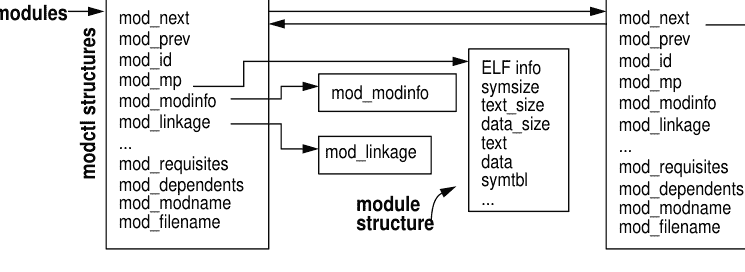 modules
modctl structures
mod_next
mod_prev
mod_id
mod_mp
mod_modinfo
mod_linkage
...
mod_requisites
mod_dependents
mod_modname
mod_filename
mod_modinfo
mod_linkage
ELF info
symsize
text_size
data_size
text
data
symtbl
...
module
structure
mod_next
mod_prev
mod_id
mod_mp
mod_modinfo
mod_linkage
...
mod_requisites
mod_dependents
mod_modname
mod_filename